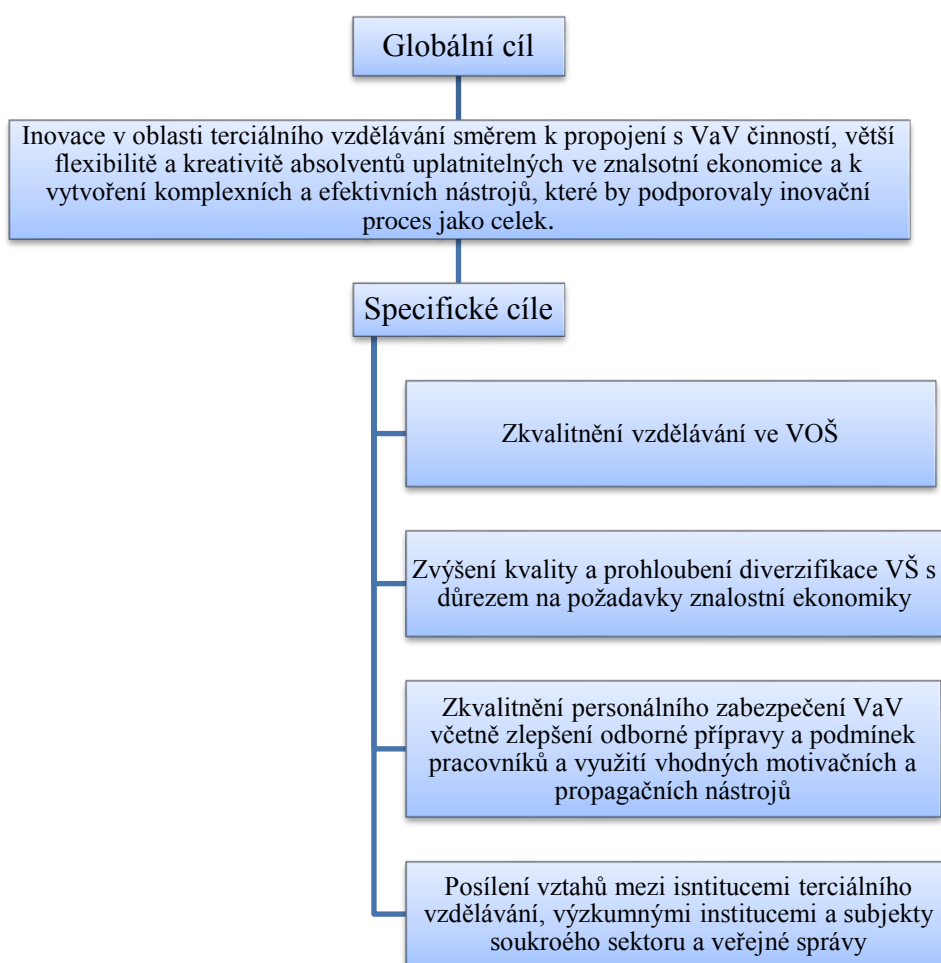 Globální cíl
Inovace v oblasti terciálního vzdělávání směrem k propojení s VaV činností, větší
flexibilitě a kreativitě absolventů uplatnitelných ve znalsotní ekonomice a k
vytvoření komplexních a efektivních nástrojů, které by podporovaly inovační
proces jako celek.
Specifické cíle
Zkvalitnění vzdělávání ve VOŠ
Zvýšení kvality a prohloubení diverzifikace VŠ s
důrezem na požadavky znalostní ekonomiky
Zkvalitnění personálního zabezpečení VaV
včetně zlepšení odborné přípravy a podmínek
pracovníků a využití vhodných motivačních a
propagačních nástrojů
Posílení vztahů mezi isntitucemi terciálního
vzdělávání, výzkumnými institucemi a subjekty
soukroého sektoru a veřejné správy